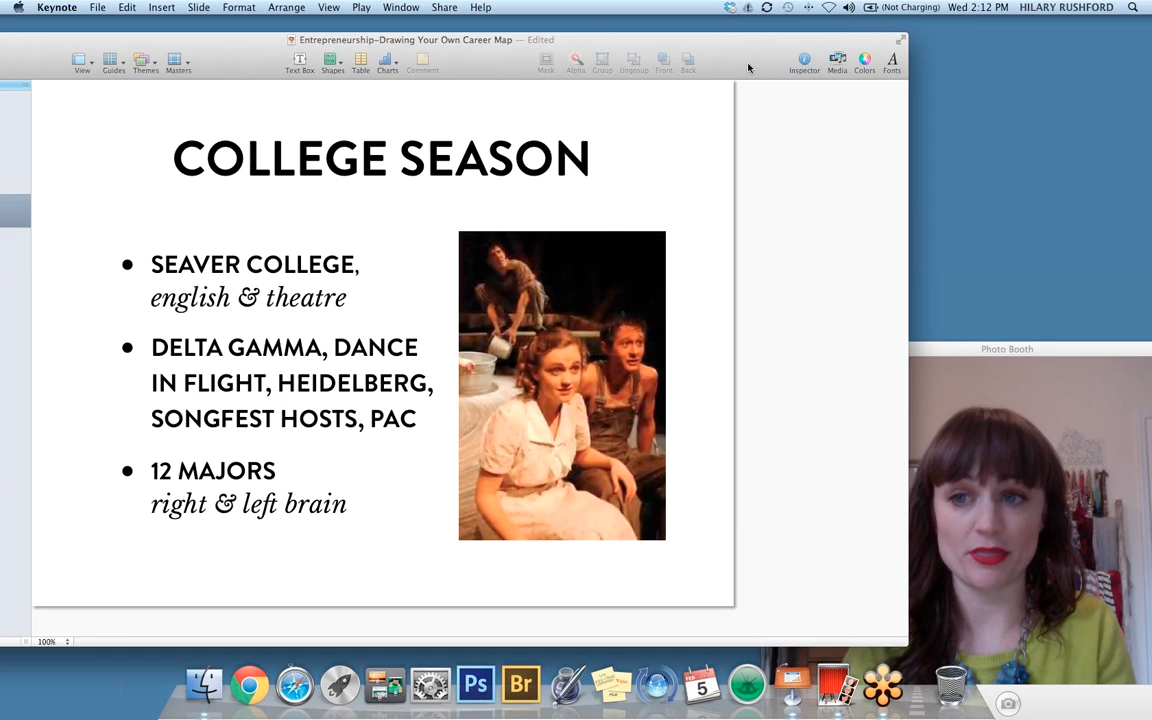 Keynote File Edit Insert Slide Format Arrange View Play Window Share Help (Not Charging) Wed 2:12 PM HILARY RUSHFORD
Entrepreneurship-Drawing Your Own Career Map — Edited
View Guides Themes Masters Text Box Shapes Table Charts Comment Mask Alpha Group Ungroup Front Back Inspector Media Colors Fonts
COLLEGE SEASON
• SEAVER COLLEGE,
english & theatre
• DELTA GAMMA, DANCE
IN FLIGHT, HEIDELBERG,
SONGFEST HOSTS, PAC
• 12 MAJORS
right & left brain
Photo Booth
100%
Ps
Br
FEB
5